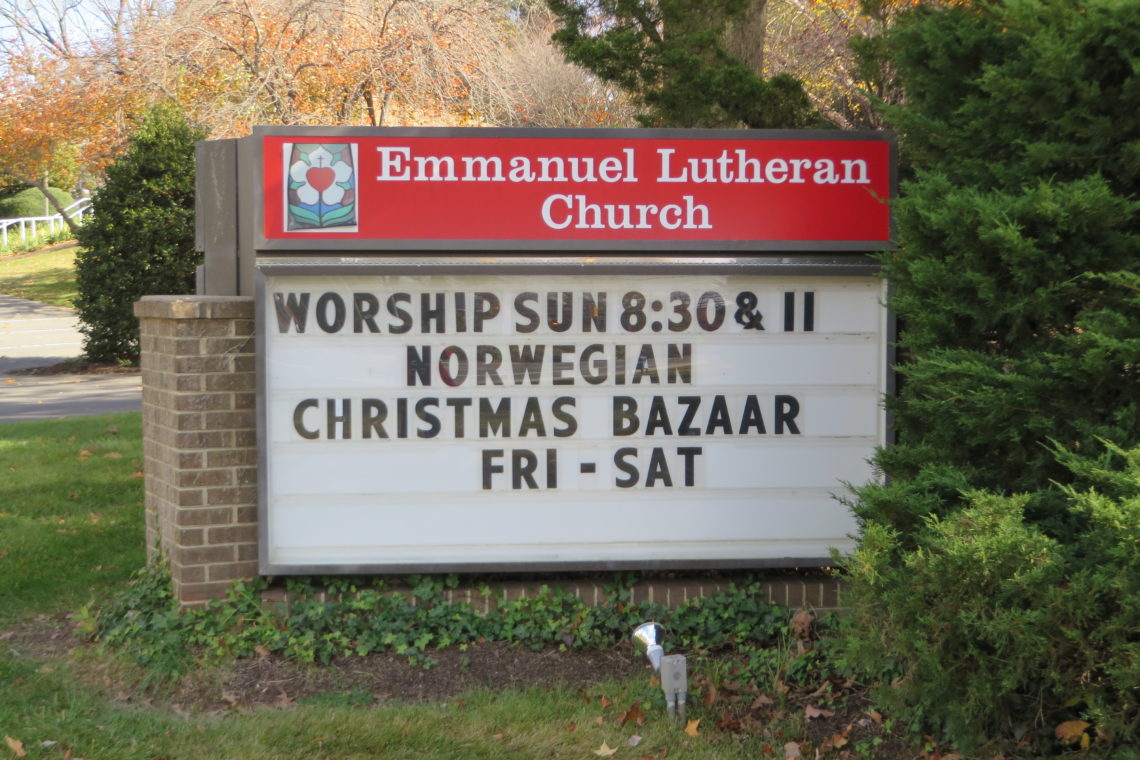 Emmanuel Lutheran
Church
WORSHIP SUN 8:30 & 11
NORWEGIAN
CHRISTMAS BAZAAR
FRI - SAT